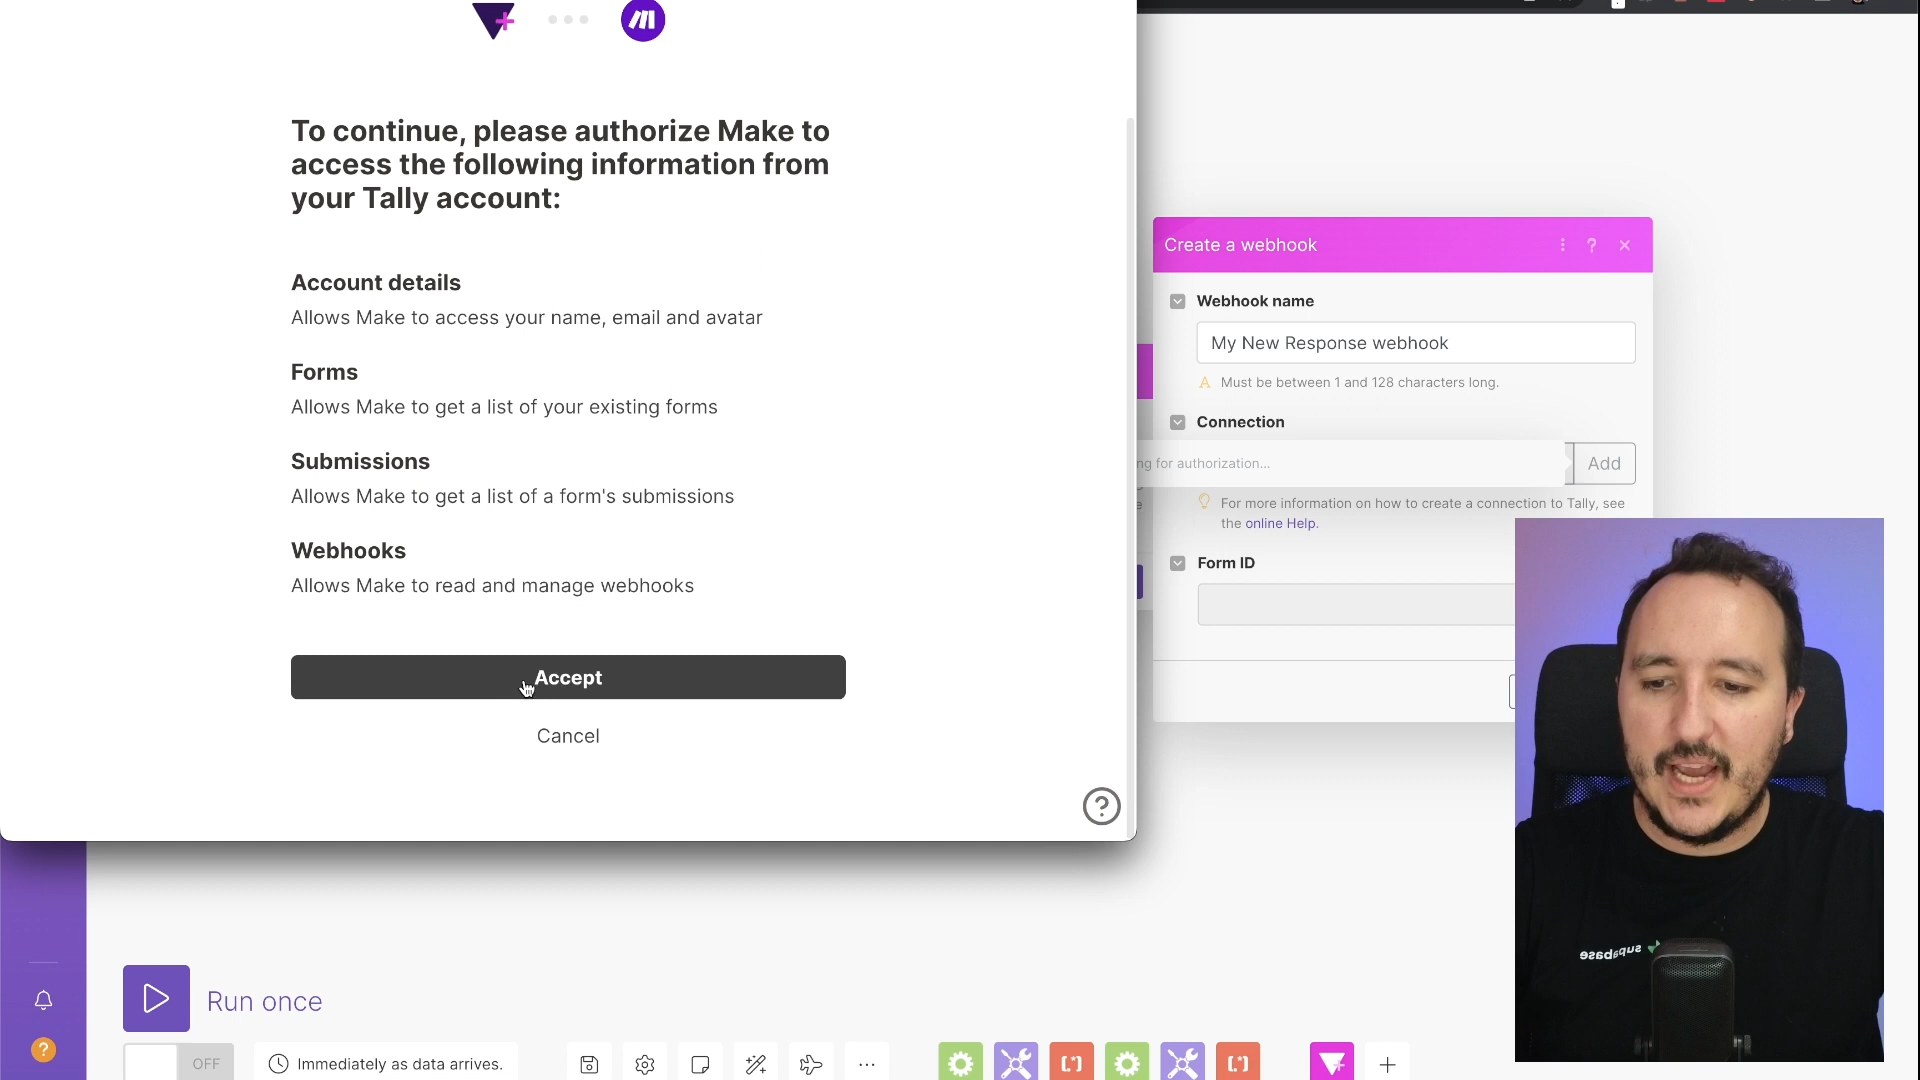 To continue, please authorize Make to
access the following information from
your Tally account:
Account details
Allows Make to access your name, email and avatar
Forms
Allows Make to get a list of your existing forms
Submissions
Allows Make to get a list of a form's submissions
Webhooks
Allows Make to read and manage webhooks
Accept
Cancel
?
Create a webhook
?
Webhook name
My New Response webhook
Must be between 1 and 128 characters long.
Connection
for authorization...
Add
For more information on how to create a connection to Tally, see
the online Help.
Form ID
supabase
Run once
?
OFF
Immediately as data arrives.